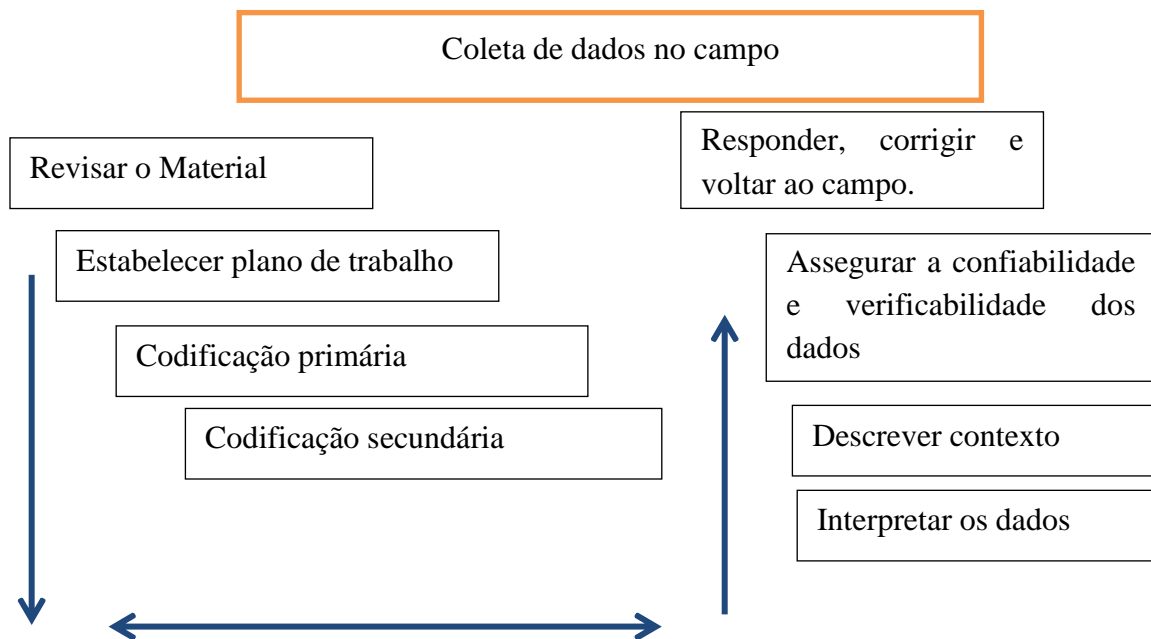 Coleta de dados no campo
Revisar o Material
Estabelecer plano de trabalho
Codificação primária
Codificação secundária
Responder, corrigir e
voltar ao campo.
Assegurar a confiabilidade
e verificabilidade dos
dados
Descrever contexto
Interpretar os dados